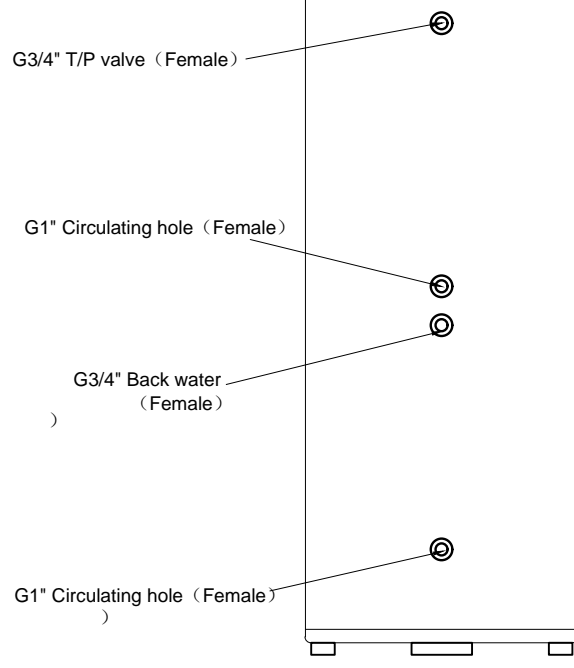 G3/4" T/P valve（Female）
G1" Circulating hole（Female）
G3/4" Back water
（Female）
）
G1" Circulating hole（Female）
）